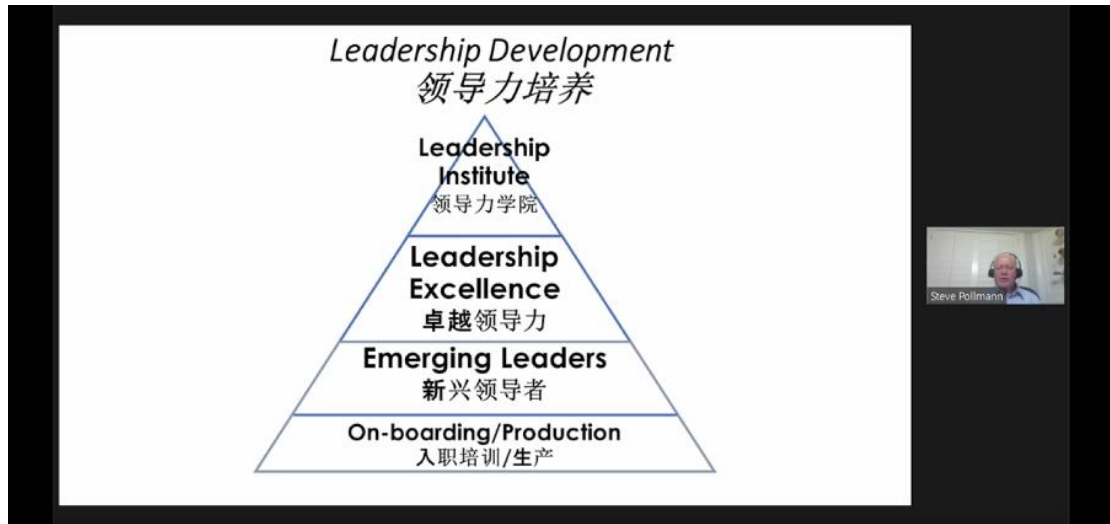 Leadership Development
领导力培养
Leadership
Institute
领导力学院
Leadership
Excellence
卓越领导力
Emerging Leaders
新兴领导者
On-boarding/Production
入职培训/生产
Steve Pollmann